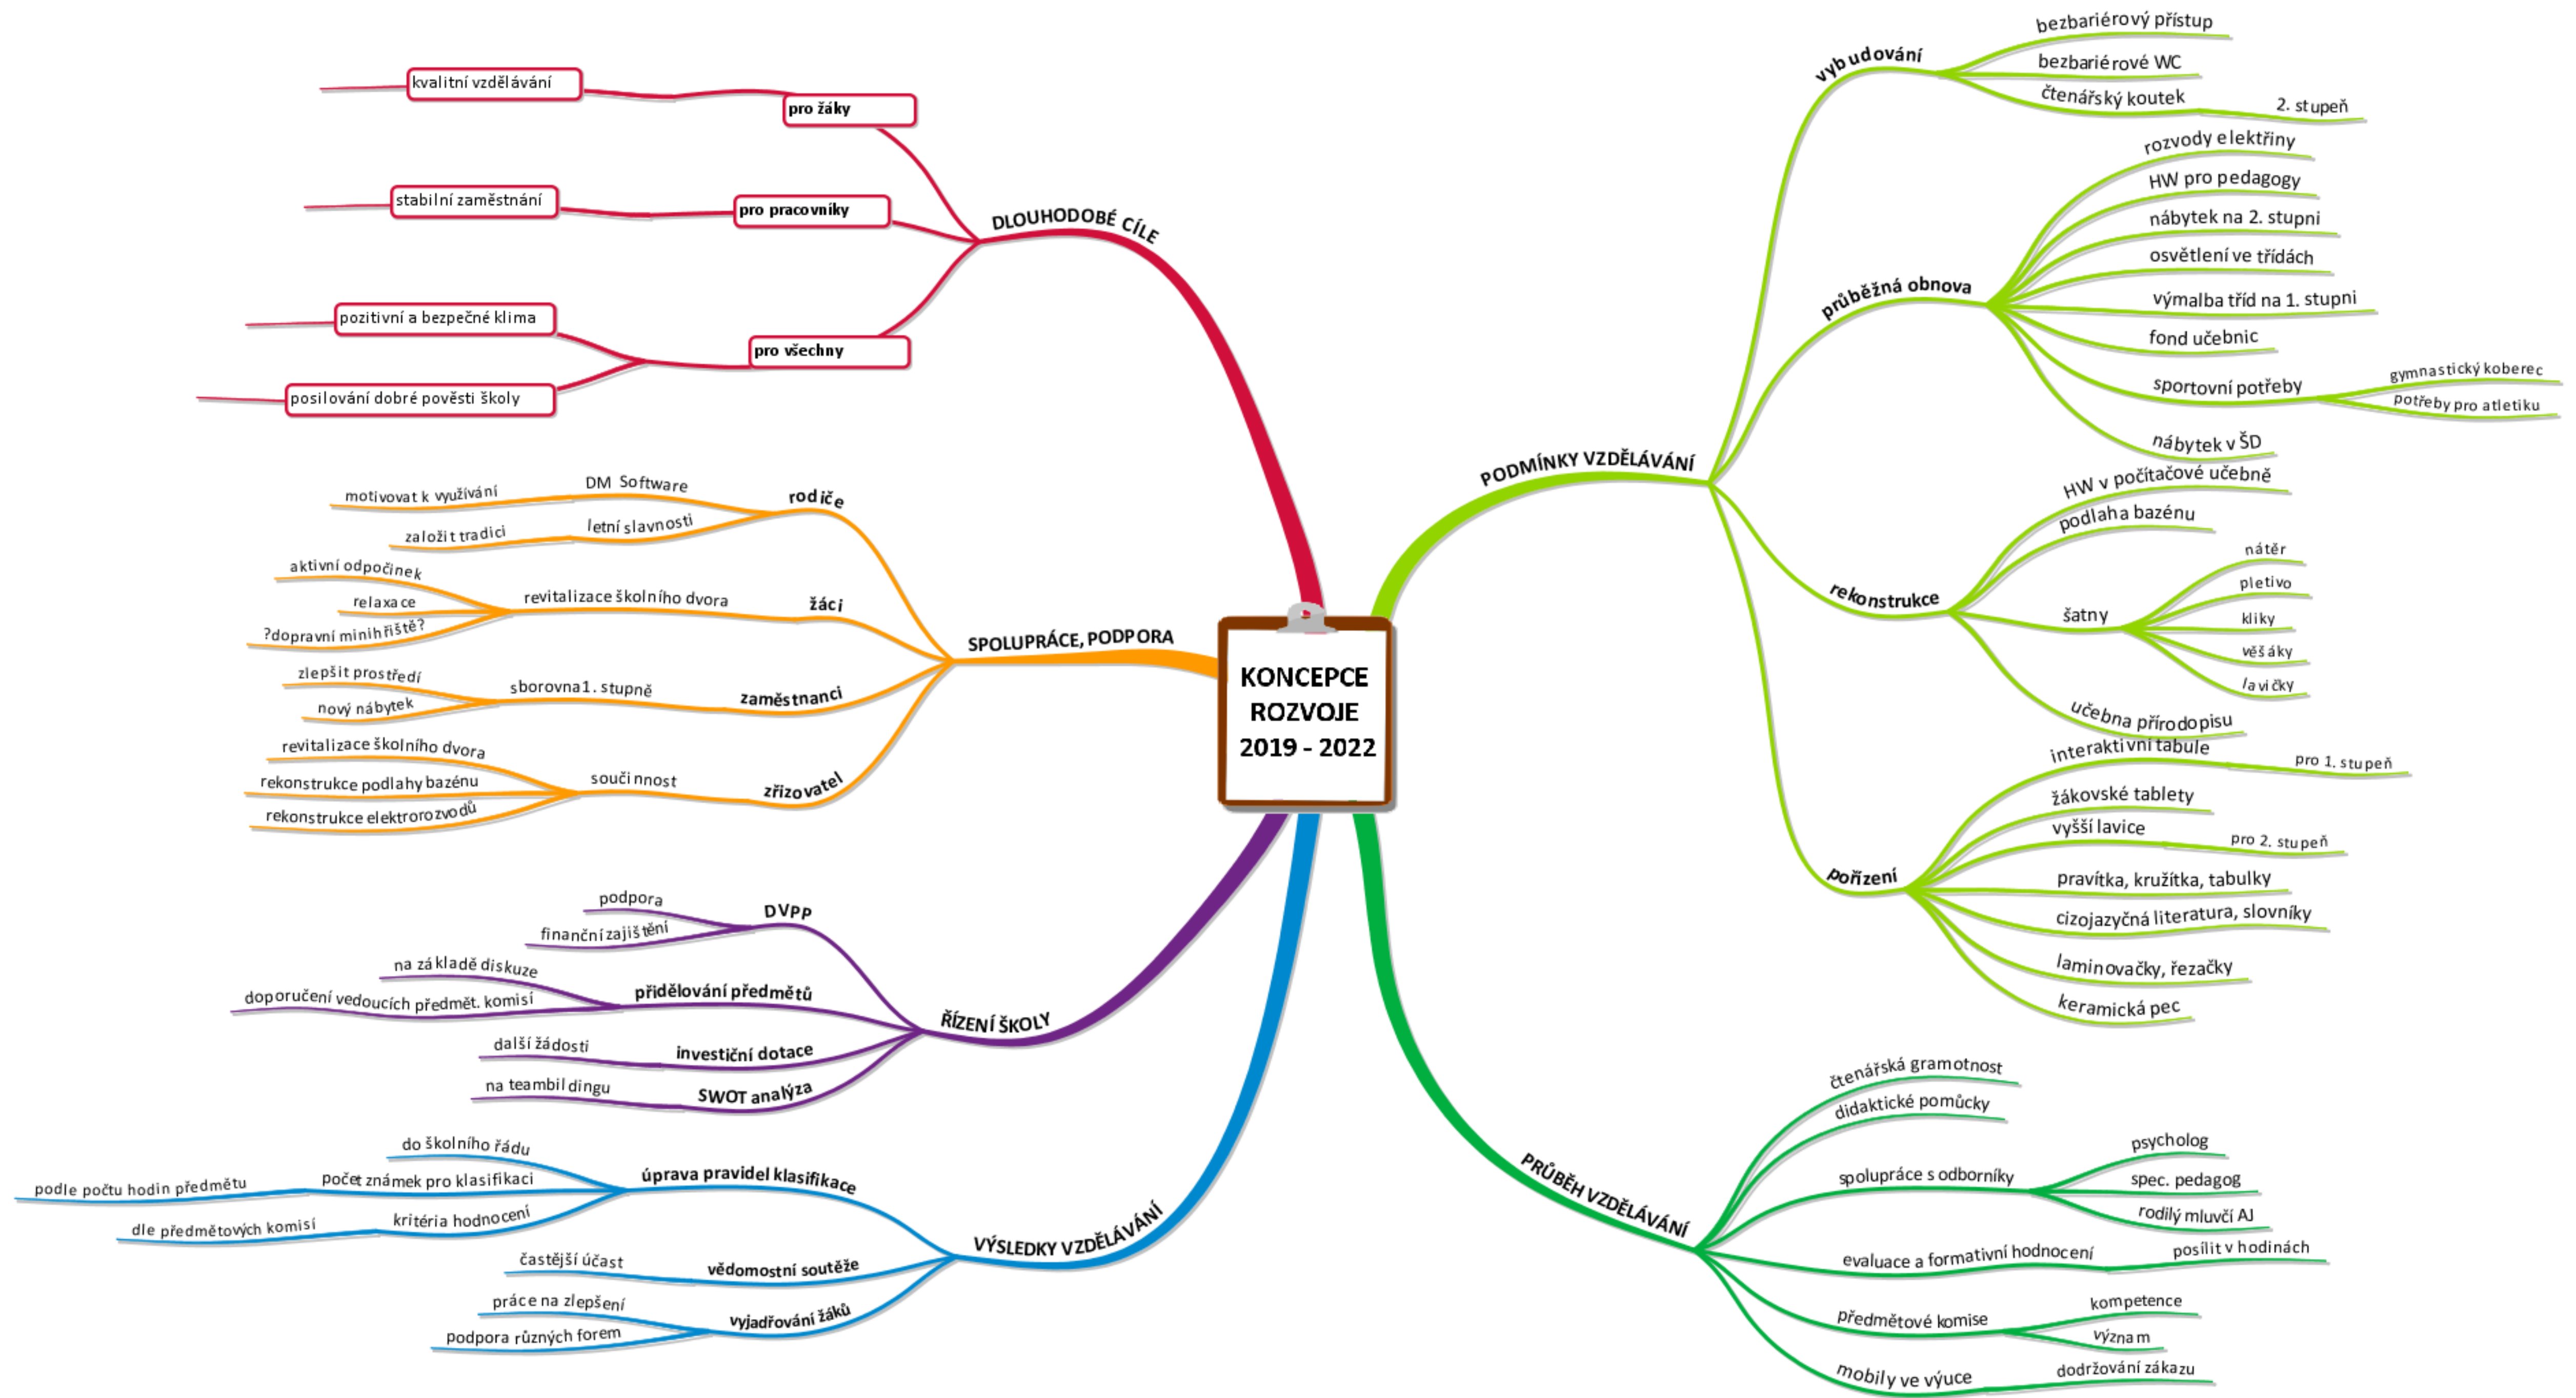 KONCEPCE
ROZVOJE
2019 - 2022
DLOUHODOBÉ CÍLE
pro žáky
kvalitní vzdělávání
pro pracovníky
stabilní zaměstnání
pro všechny
pozitivní a bezpečné klima
posilování dobré pověsti školy
SPOLUPRÁCE, PODPORA
rodiče
DM Software
motivovat k využívání
letní slavnosti
založit tradici
žáci
revitalizace školního dvora
aktivní odpočinek
relaxace
?dopravní minihřiště?
zaměstnanci
sborovna1. stupně
zlepšit prostředí
nový nábytek
zřizovatel
součinnost
revitalizace školního dvora
rekonstrukce podlahy bazénu
rekonstrukce elektrorozvodů
ŘÍZENÍ ŠKOLY
DVPP
podpora
finanční zajištění
přidělování předmětů
na základě diskuze
doporučení vedoucích předmět. komisí
investiční dotace
další žádosti
SWOT analýza
na teambildingu
VÝSLEDKY VZDĚLÁVÁNÍ
úprava pravidel klasifikace
do školního řádu
počet známek pro klasifikaci
podle počtu hodin předmětu
kritéria hodnocení
dle předmětových komisí
vědomostní soutěže
častější účast
vyjadřování žáků
práce na zlepšení
podpora různých forem
PODMÍNKY VZDĚLÁVÁNÍ
vybudování
bezbariérový přístup
bezbariérové WC
čtenářský koutek
2. stupeň
průběžná obnova
rozvody elektřiny
HW pro pedagogy
nábytek na 2. stupni
osvětlení ve třídách
výmalba tříd na 1. stupni
fond učebnic
sportovní potřeby
gymnastický koberec
potřeby pro atletiku
nábytek v ŠD
rekonstrukce
HW v počítačové učebně
podlaha bazénu
šatny
nátěr
pletivo
kliky
věšáky
lavičky
učebna přírodopisu
pořízení
interaktivní tabule
pro 1. stupeň
žákovské tablety
vyšší lavice
pro 2. stupeň
pravítka, kružítka, tabulky
cizojazyčná literatura, slovníky
laminovačky, řezačky
keramická pec
PRŮBĚH VZDĚLÁVÁNÍ
čtenářská gramotnost
didaktické pomůcky
spolupráce s odborníky
psycholog
spec. pedagog
rodilý mluvčí AJ
evaluace a formativní hodnocení
posílit v hodinách
předmětové komise
kompetence
význam
mobily ve výuce
dodržování zákazu